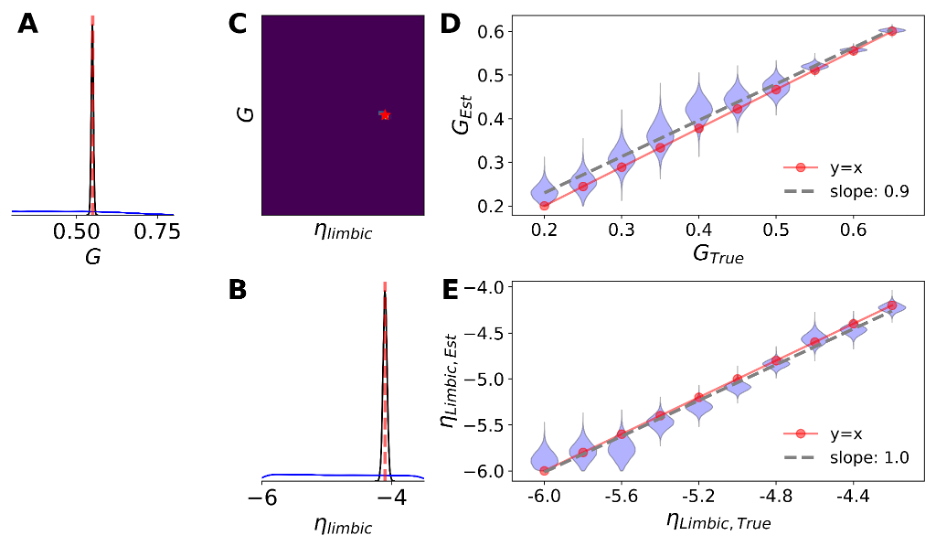 A
0.50 0.75
G
C
G
η_limbic
D
0.6
0.5
0.4
0.3
0.2
G_Est
y=x
slope: 0.9
0.2 0.3 0.4 0.5 0.6
G_True
B
-6 -4
η_limbic
E
−4.0
−4.5
−5.0
−5.5
−6.0
η_Limbic, Est
y=x
slope: 1.0
-6.0 -5.6 -5.2 -4.8 -4.4
η_Limbic, True